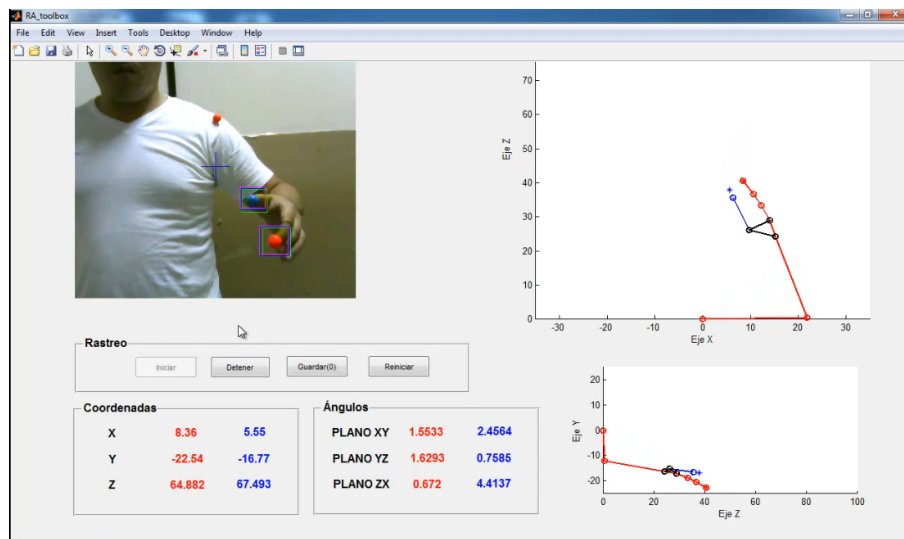 RA_toolbox
File Edit View Insert Tools Desktop Window Help
70
60
50
40
30
20
10
0
Eje Z
-30 -20 -10 0 10 20 30
Eje X
Rastreo
Iniciar Detener Guardar(0) Reiniciar
Coordenadas
X 8.36 5.55
Y -22.54 -16.77
Z 64.882 67.493
Ángulos
PLANO XY 1.5533 2.4564
PLANO YZ 1.6293 0.7585
PLANO ZX 0.672 4.4137
20
10
0
-10
-20
Eje Y
0 20 40 60 80 100
Eje Z